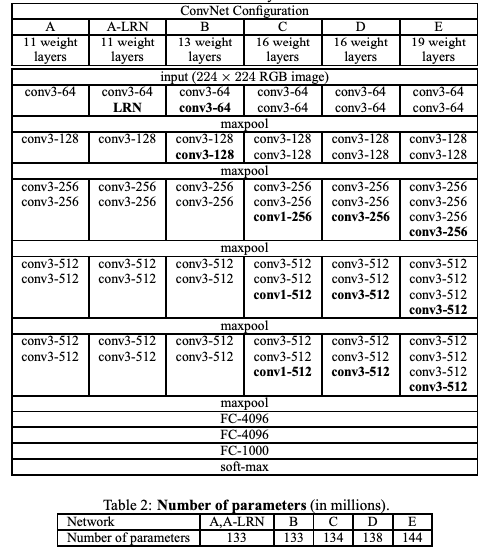 ConvNet Configuration
A A-LRN B C D E
11 weight 11 weight 13 weight 16 weight 16 weight 19 weight
layers layers layers layers layers layers
input (224 × 224 RGB image)
conv3-64 conv3-64 conv3-64 conv3-64 conv3-64 conv3-64
LRN conv3-64 conv3-64 conv3-64 conv3-64
maxpool
conv3-128 conv3-128 conv3-128 conv3-128 conv3-128 conv3-128
conv3-128 conv3-128 conv3-128 conv3-128
maxpool
conv3-256 conv3-256 conv3-256 conv3-256 conv3-256 conv3-256
conv3-256 conv3-256 conv3-256 conv3-256 conv3-256 conv3-256
conv1-256 conv3-256 conv3-256
conv3-256
maxpool
conv3-512 conv3-512 conv3-512 conv3-512 conv3-512 conv3-512
conv3-512 conv3-512 conv3-512 conv3-512 conv3-512 conv3-512
conv1-512 conv3-512 conv3-512
conv3-512
maxpool
conv3-512 conv3-512 conv3-512 conv3-512 conv3-512 conv3-512
conv3-512 conv3-512 conv3-512 conv3-512 conv3-512 conv3-512
conv1-512 conv3-512 conv3-512
conv3-512
maxpool
FC-4096
FC-4096
FC-1000
soft-max
Table 2: Number of parameters (in millions).
Network A,A-LRN B C D E
Number of parameters 133 133 134 138 144